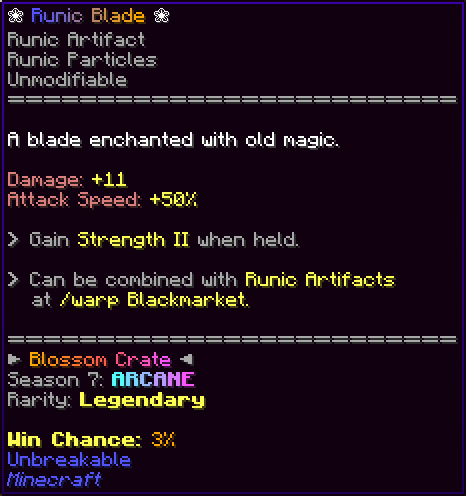 ❀ Runic Blade ❀
Runic Artifact
Runic Particles
Unmodifiable
A blade enchanted with old magic.
Damage: +11
Attack Speed: +50%
> Gain Strength II when held.
> Can be combined with Runic Artifacts
at /warp Blackmarket.
► Blossom Crate ◄
Season 7: ARCANE
Rarity: Legendary
Win Chance: 3%
Unbreakable
Minecraft